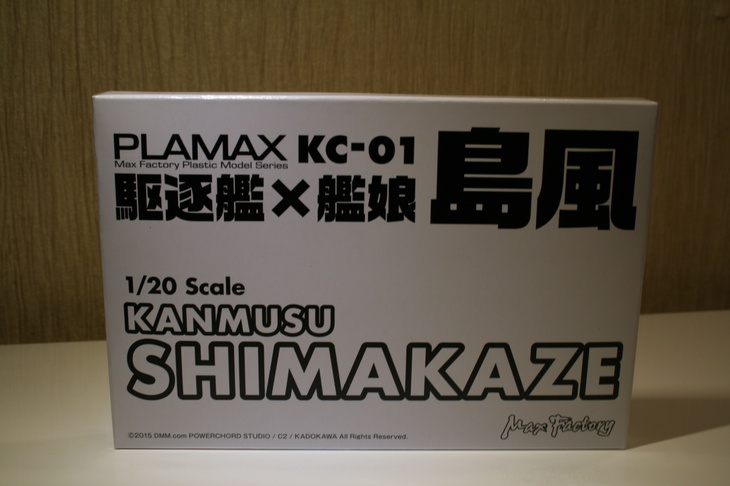 PLAMAX KC-01
Max Factory Plastic Model Series
駆逐艦×艦娘 島風
1/20 Scale
KANMUSU
SHIMAKAZE
Max Factory
©2015 DMM.com POWERCHORD STUDIO / C2 / KADOKAWA All Rights Reserved.